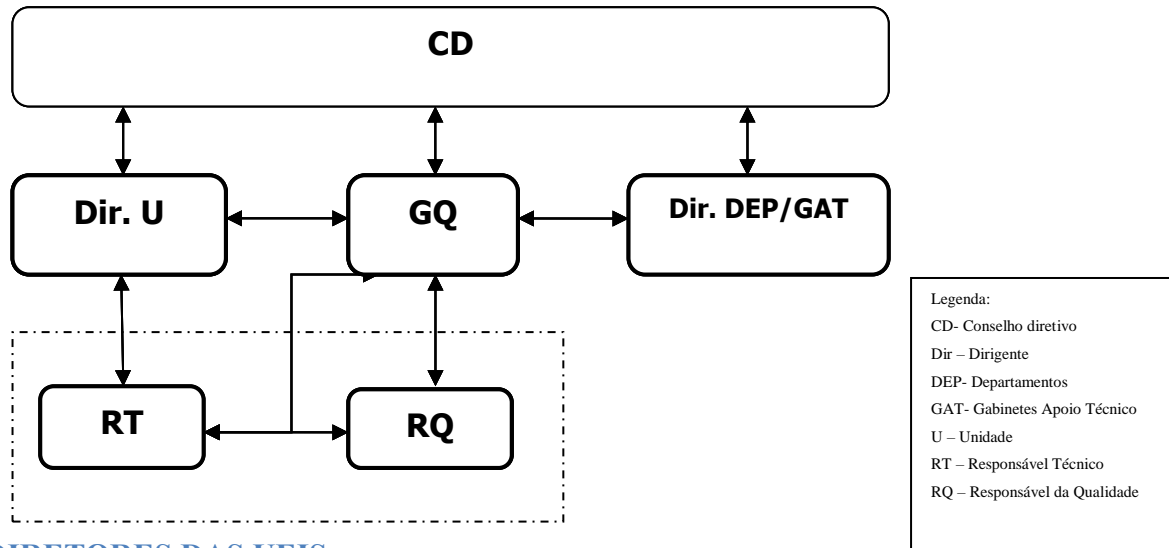 CD
Dir. U
GQ
Dir. DEP/GAT
RT
RQ
Legenda:
CD- Conselho diretivo
Dir – Dirigente
DEP- Departamentos
GAT- Gabinetes Apoio Técnico
U – Unidade
RT – Responsável Técnico
RQ – Responsável da Qualidade